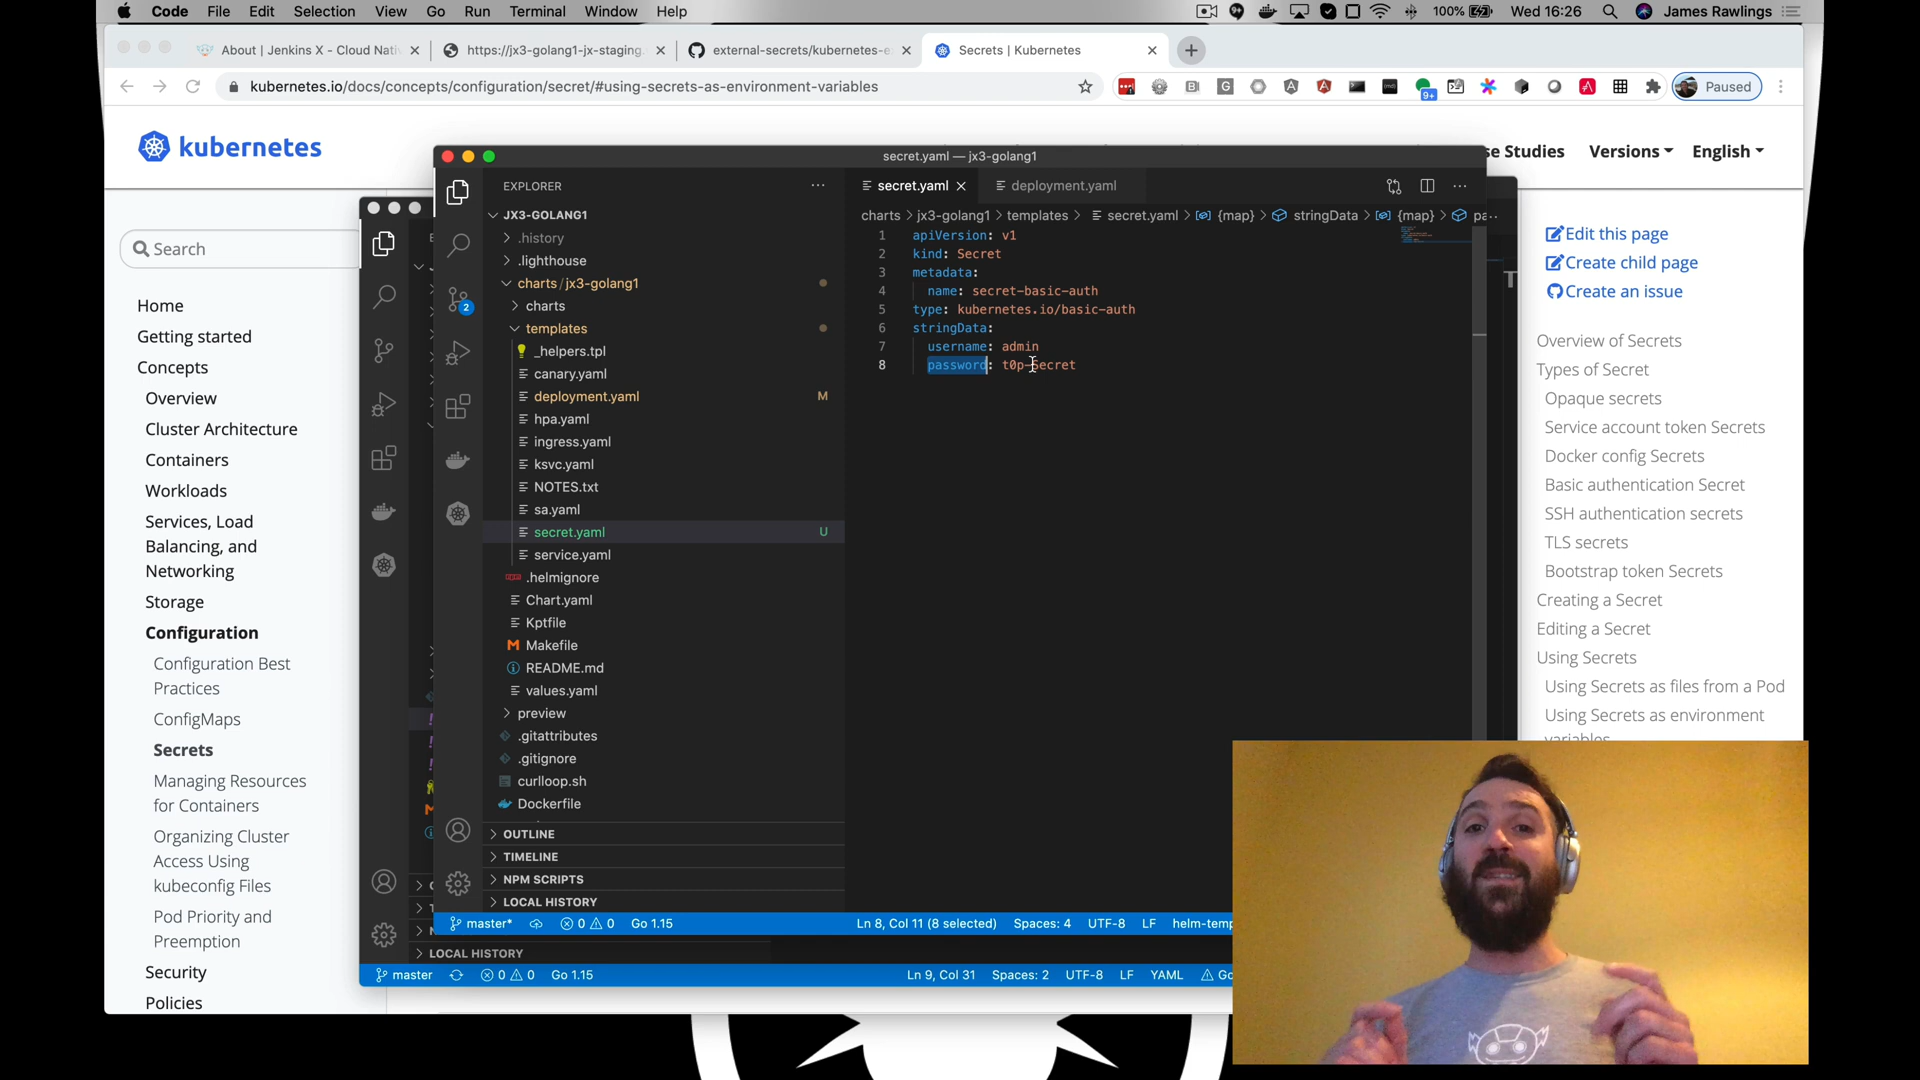 Code File Edit Selection View Go Run Terminal Window Help
100% Wed 16:26 James Rawlings
About | Jenkins X - Cloud Nati
https://jx3-golang1-jx-staging.
external-secrets/kubernetes-e
Secrets | Kubernetes
kubernetes.io/docs/concepts/configuration/secret/#using-secrets-as-environment-variables
9+
Paused
kubernetes
se Studies Versions English
Search
Home
Getting started
Concepts
Overview
Cluster Architecture
Containers
Workloads
Services, Load
Balancing, and
Networking
Storage
Configuration
Configuration Best
Practices
ConfigMaps
Secrets
Managing Resources
for Containers
Organizing Cluster
Access Using
kubeconfig Files
Pod Priority and
Preemption
Security
Policies
secret.yaml — jx3-golang1
EXPLORER
JX3-GOLANG1
.history
.lighthouse
charts / jx3-golang1
charts
templates
_helpers.tpl
canary.yaml
deployment.yaml M
hpa.yaml
ingress.yaml
ksvc.yaml
NOTES.txt
sa.yaml
secret.yaml U
service.yaml
.helmignore
Chart.yaml
Kptfile
Makefile
README.md
values.yaml
preview
.gitattributes
.gitignore
curlloop.sh
Dockerfile
OUTLINE
TIMELINE
NPM SCRIPTS
LOCAL HISTORY
2
secret.yaml deployment.yaml
charts > jx3-golang1 > templates > secret.yaml > {map} > stringData > {map} > pa..
1 apiVersion: v1
2 kind: Secret
3 metadata:
4 name: secret-basic-auth
5 type: kubernetes.io/basic-auth
6 stringData:
7 username: admin
8 password: t0p-Secret
master* 0 0 Go 1.15 Ln 8, Col 11 (8 selected) Spaces: 4 UTF-8 LF helm-temp
LOCAL HISTORY
master 0 0 Go 1.15 Ln 9, Col 31 Spaces: 2 UTF-8 LF YAML Go
Edit this page
Create child page
Create an issue
Overview of Secrets
Types of Secret
Opaque secrets
Service account token Secrets
Docker config Secrets
Basic authentication Secret
SSH authentication secrets
TLS secrets
Bootstrap token Secrets
Creating a Secret
Editing a Secret
Using Secrets
Using Secrets as files from a Pod
Using Secrets as environment
variables